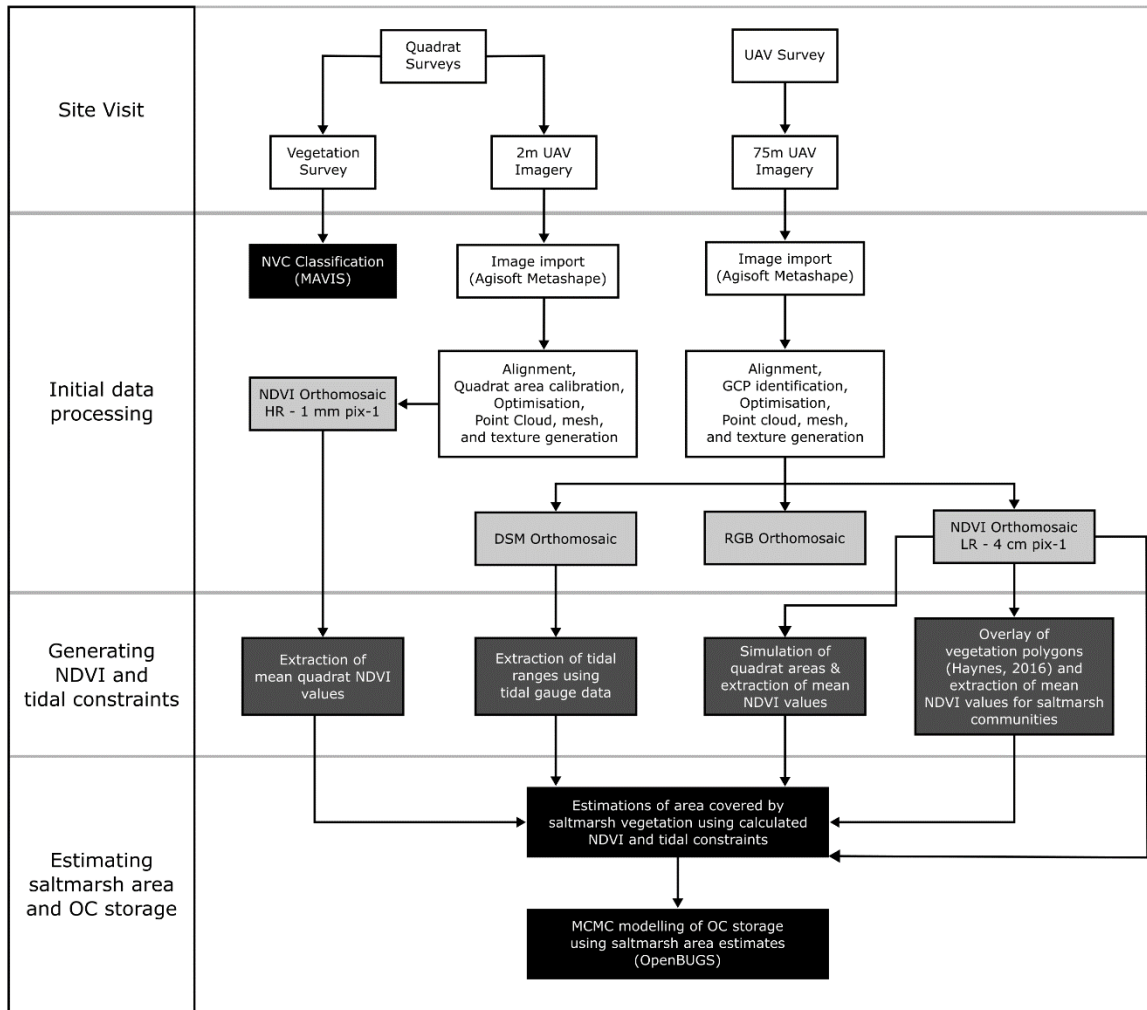 Site Visit
Quadrat
Surveys
UAV Survey
Vegetation
Survey
2m UAV
Imagery
75m UAV
Imagery
Initial data
processing
NVC Classification
(MAVIS)
Image import
(Agisoft Metashape)
Image import
(Agisoft Metashape)
NDVI Orthomosaic
HR - 1 mm pix-1
Alignment,
Quadrat area calibration,
Optimisation,
Point Cloud, mesh,
and texture generation
Alignment,
GCP identification,
Optimisation,
Point cloud, mesh,
and texture generation
DSM Orthomosaic
RGB Orthomosaic
NDVI Orthomosaic
LR - 4 cm pix-1
Generating
NDVI and
tidal constraints
Extraction of
mean quadrat NDVI
values
Extraction of tidal
ranges using
tidal gauge data
Simulation of
quadrat areas &
extraction of mean
NDVI values
Overlay of
vegetation polygons
(Haynes, 2016) and
extraction of mean
NDVI values for saltmarsh
communities
Estimating
saltmarsh area
and OC storage
Estimations of area covered by
saltmarsh vegetation using calculated
NDVI and tidal constraints
MCMC modelling of OC storage
using saltmarsh area estimates
(OpenBUGS)